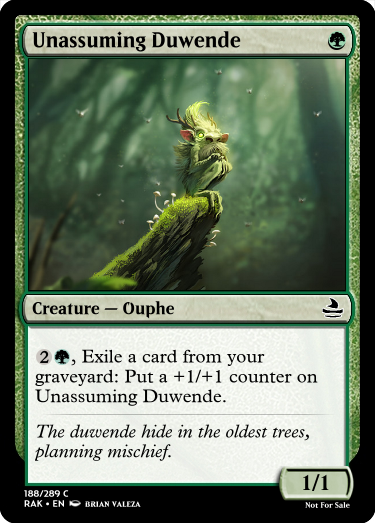 Unassuming Duwende
Creature — Ouphe
2, Exile a card from your
graveyard: Put a +1/+1 counter on
Unassuming Duwende.
The duwende hide in the oldest trees,
planning mischief.
1/1
188/289 C
RAK • EN BRIAN VALEZA
Not For Sale